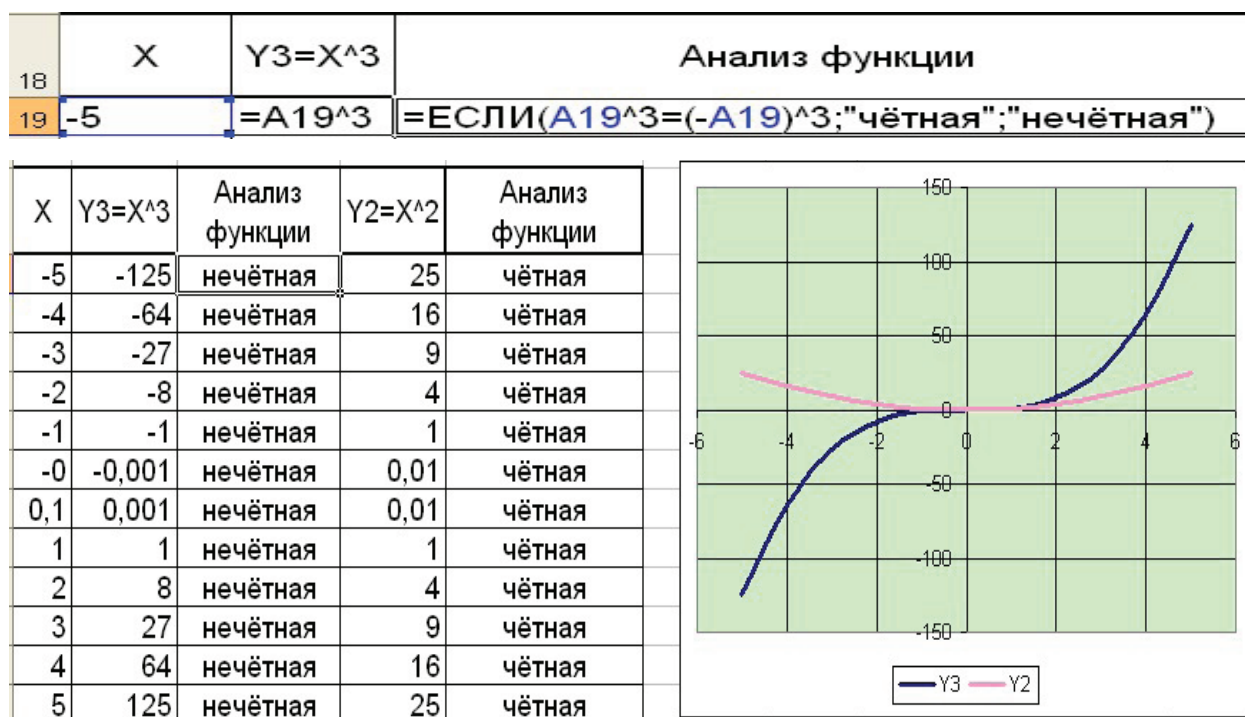 18 X Y3=X^3 Анализ функции
19 -5 =A19^3 =ЕСЛИ(A19^3=(-A19)^3;"чётная";"нечётная")
X Y3=X^3 Анализ функции Y2=X^2 Анализ функции
-5 -125 нечётная 25 чётная
-4 -64 нечётная 16 чётная
-3 -27 нечётная 9 чётная
-2 -8 нечётная 4 чётная
-1 -1 нечётная 1 чётная
-0 -0,001 нечётная 0,01 чётная
0,1 0,001 нечётная 0,01 чётная
1 1 нечётная 1 чётная
2 8 нечётная 4 чётная
3 27 нечётная 9 чётная
4 64 нечётная 16 чётная
5 125 нечётная 25 чётная
150
100
50
0
-6 -4 -2 0 2 4 6
-50
-100
-150
Y3 Y2